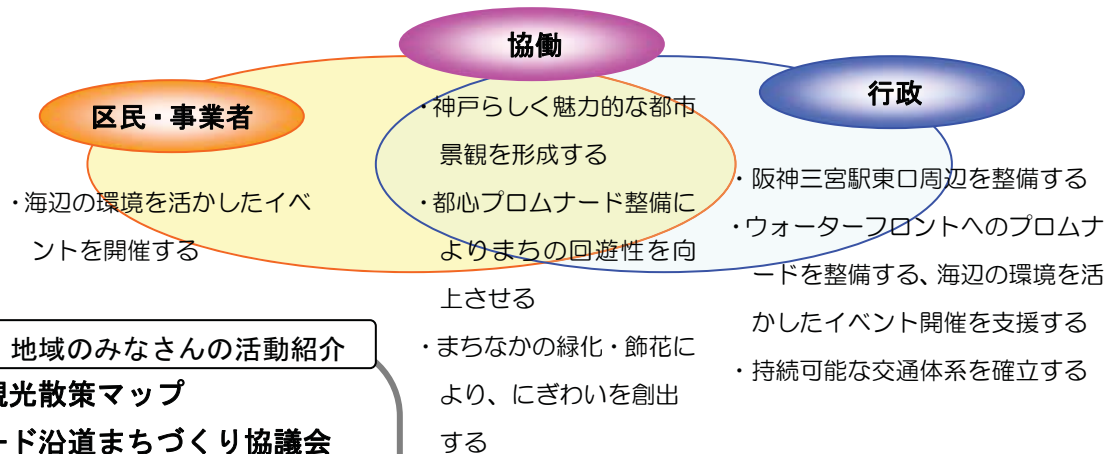 協働
区民・事業者
行政
・海辺の環境を活かしたイベ
ントを開催する
・神戸らしく魅力的な都市
景観を形成する
・都心プロムナード整備に
よりまちの回遊性を向
上させる
・まちなかの緑化・飾花に
より、にぎわいを創出
する
・阪神三宮駅東口周辺を整備する
・ウォーターフロントへのプロムナ
ードを整備する、海辺の環境を活
かしたイベント開催を支援する
・持続可能な交通体系を確立する
地域のみなさんの活動紹介
観光散策マップ
ード沿道まちづくり協議会